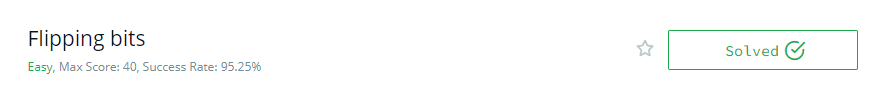 Flipping bits
Solved
Easy, Max Score: 40, Success Rate: 95.25%